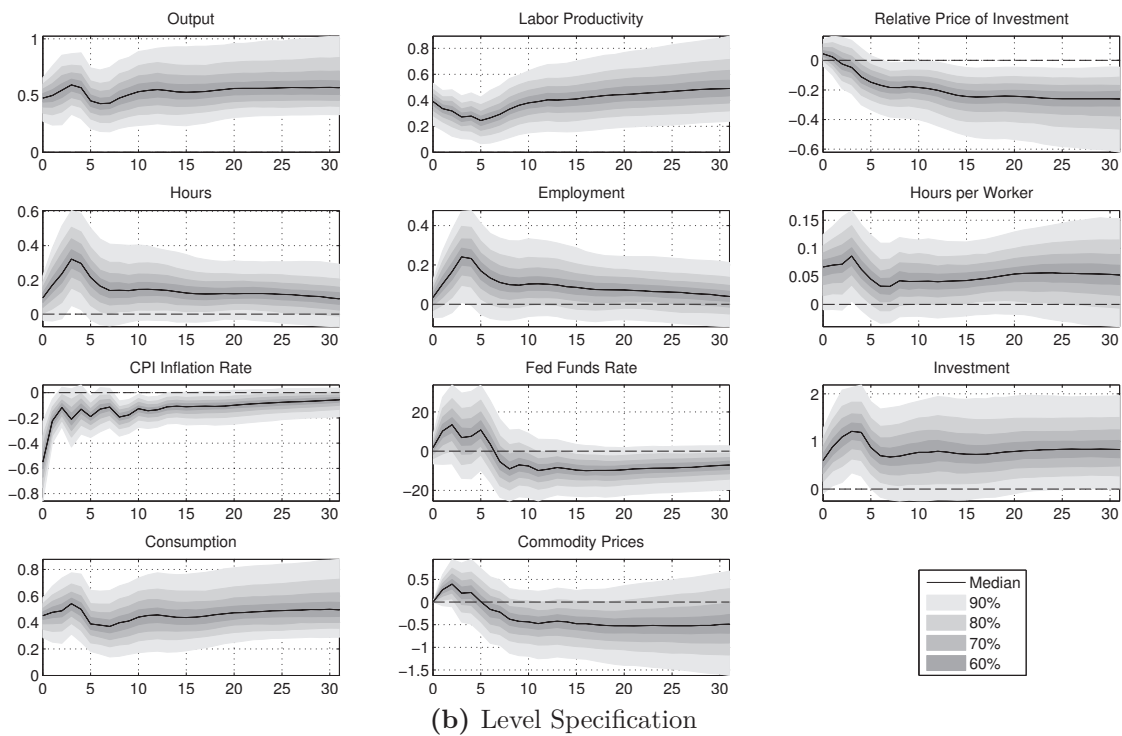 Output
Labor Productivity
Relative Price of Investment
1
0.5
0
0 5 10 15 20 25 30
0.8
0.6
0.4
0.2
0
0 5 10 15 20 25 30
0
−0.2
−0.4
−0.6
0 5 10 15 20 25 30
Hours
Employment
Hours per Worker
0.6
0.4
0.2
0
0 5 10 15 20 25 30
0.4
0.2
0
0 5 10 15 20 25 30
0.15
0.1
0.05
0
0 5 10 15 20 25 30
CPI Inflation Rate
Fed Funds Rate
Investment
0
−0.2
−0.4
−0.6
−0.8
0 5 10 15 20 25 30
20
0
−20
0 5 10 15 20 25 30
2
1
0
0 5 10 15 20 25 30
Consumption
Commodity Prices
0.8
0.6
0.4
0.2
0
0 5 10 15 20 25 30
0.5
0
−0.5
−1
−1.5
0 5 10 15 20 25 30
Median
90%
80%
70%
60%
(b) Level Specification